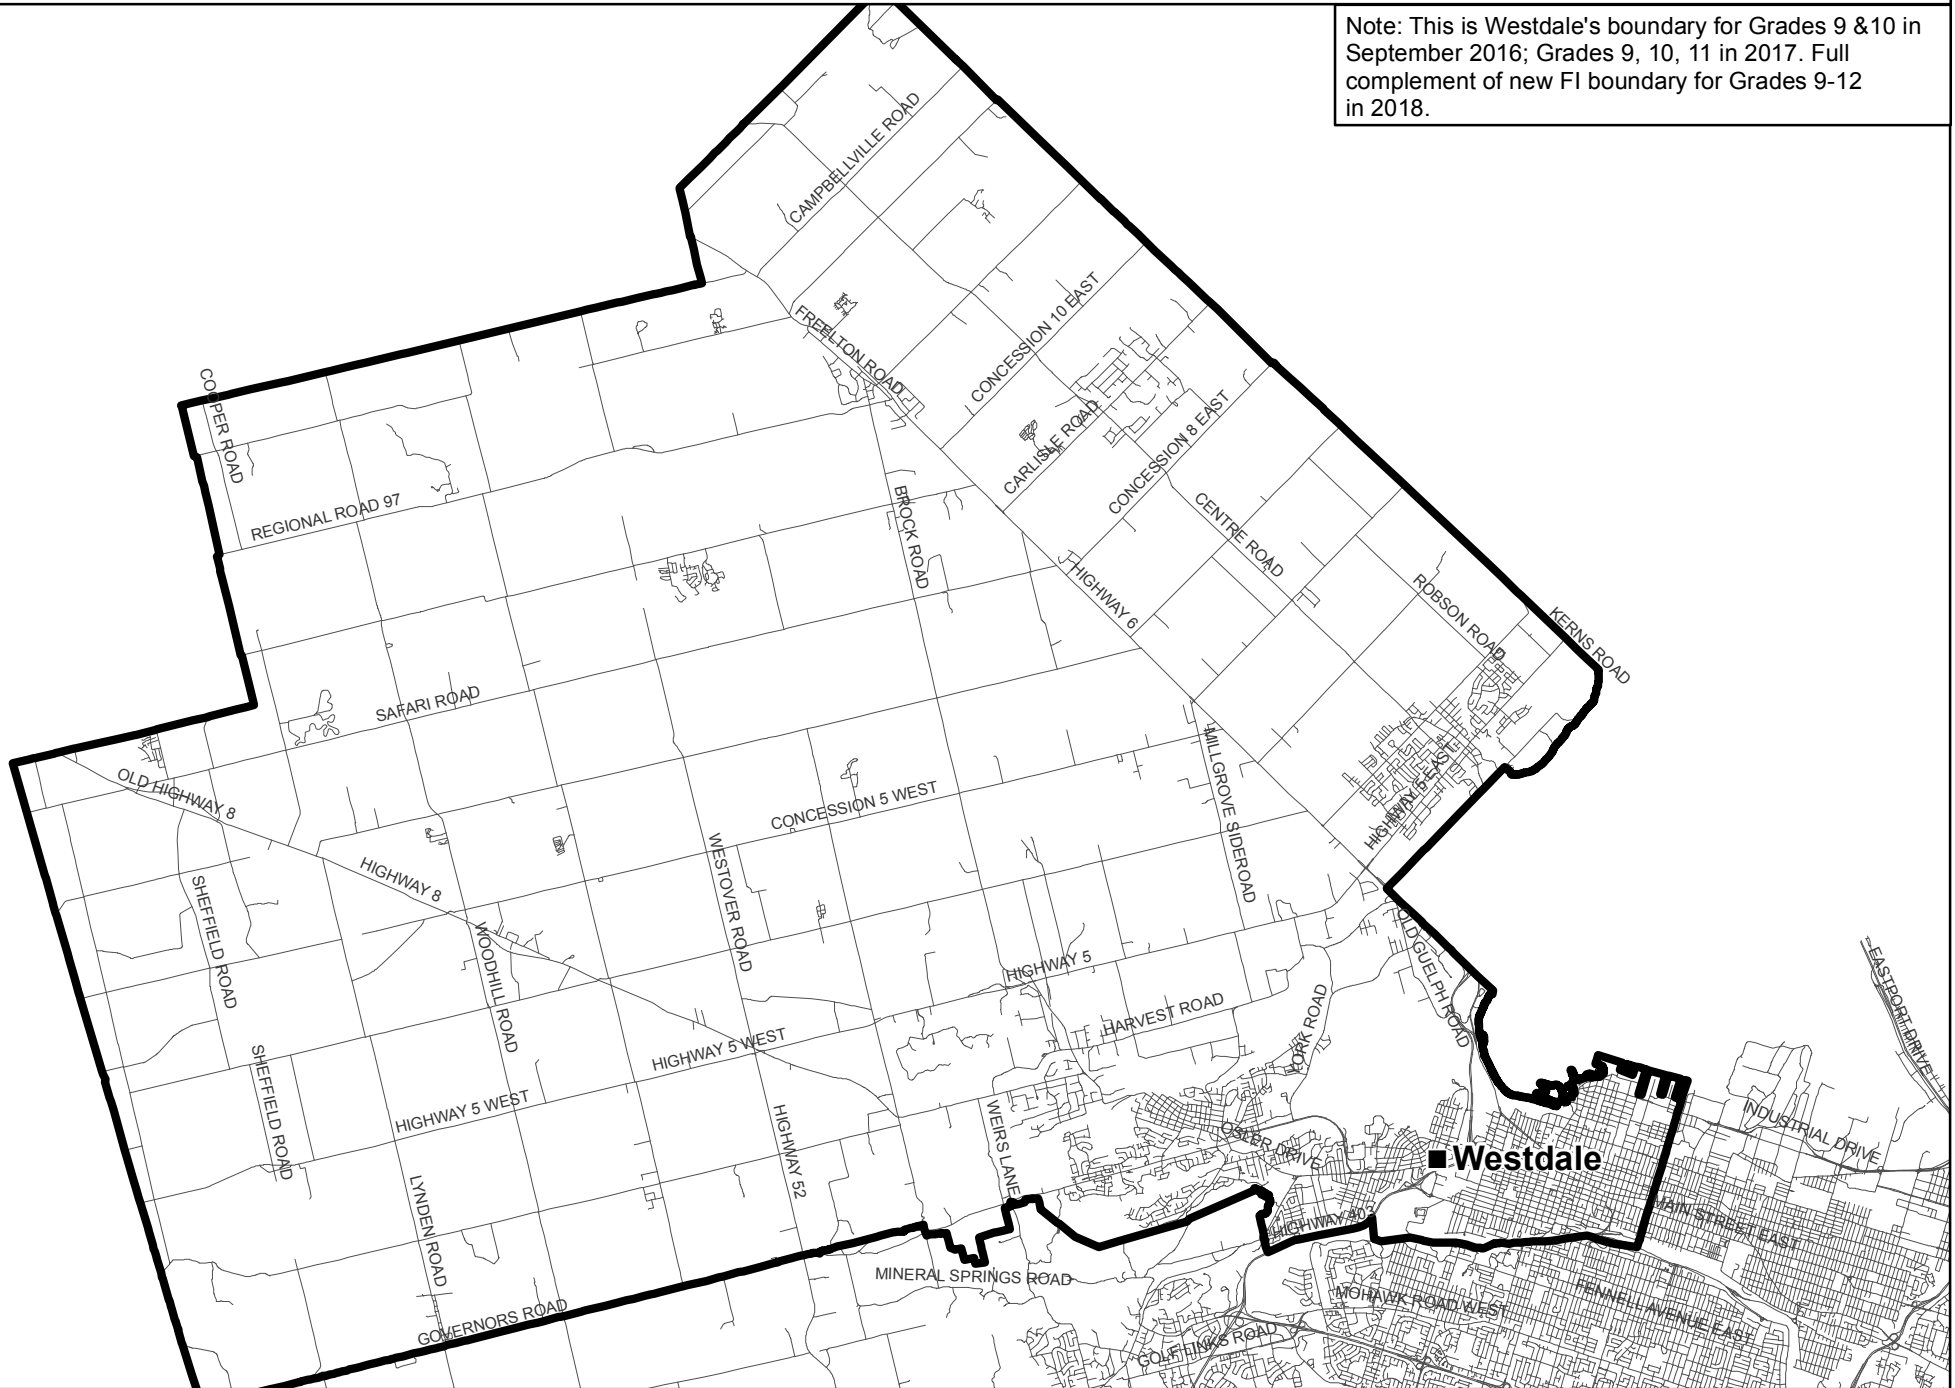 Note: This is Westdale's boundary for Grades 9 &10 in
September 2016; Grades 9, 10, 11 in 2017. Full
complement of new FI boundary for Grades 9-12
in 2018.
CAMPBELLVILLE ROAD
FREELTON ROAD
CONCESSION 10 EAST
COOPER ROAD
CARLISLE ROAD
CONCESSION 8 EAST
REGIONAL ROAD 97
BROCK ROAD
CENTRE ROAD
HIGHWAY 6
ROBSON ROAD
KERNS ROAD
SAFARI ROAD
OLD HIGHWAY 8
CONCESSION 5 WEST
MILLGROVE SIDEROAD
HIGHWAY 5 EAST
HIGHWAY 8
WESTOVER ROAD
SHEFFIELD ROAD
WOODHILL ROAD
OLD GUELPH ROAD
HIGHWAY 5
EASTPORT DRIVE
HARVEST ROAD
YORK ROAD
HIGHWAY 5 WEST
SHEFFIELD ROAD
HIGHWAY 5 WEST
HIGHWAY 52
WEIRS LANE
OSLER DRIVE
INDUSTRIAL DRIVE
Westdale
LYNDEN ROAD
HIGHWAY 403
MAIN STREET EAST
MINERAL SPRINGS ROAD
MOHAWK ROAD WEST
FENNELL AVENUE EAST
GOVERNORS ROAD
GOLF LINKS ROAD